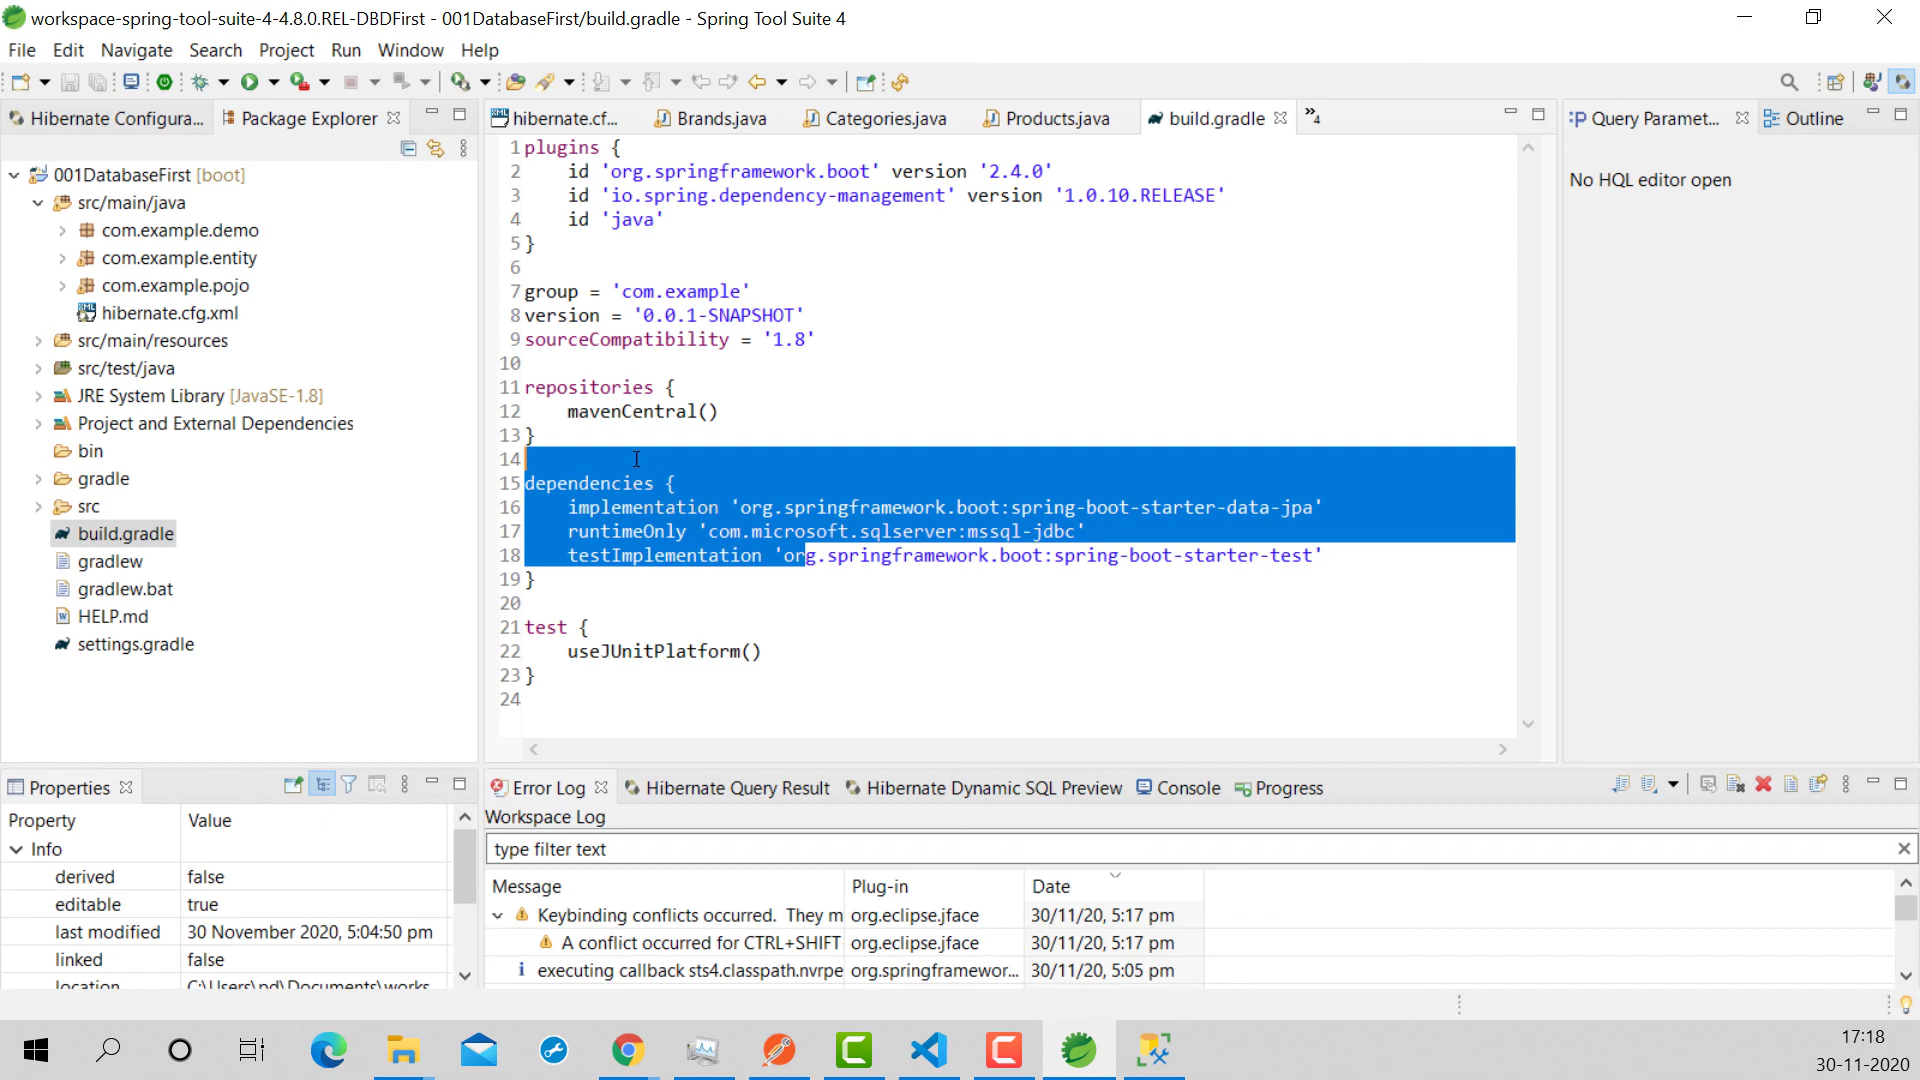 workspace-spring-tool-suite-4-4.8.0.REL-DBDFirst - 001DatabaseFirst/build.gradle - Spring Tool Suite 4
File Edit Navigate Search Project Run Window Help
Hibernate Configura...
Package Explorer
001DatabaseFirst [boot]
src/main/java
com.example.demo
com.example.entity
com.example.pojo
hibernate.cfg.xml
src/main/resources
src/test/java
JRE System Library [JavaSE-1.8]
Project and External Dependencies
bin
gradle
src
build.gradle
gradlew
gradlew.bat
HELP.md
settings.gradle
hibernate.cf... Brands.java Categories.java Products.java build.gradle »4
1 plugins {
2 id 'org.springframework.boot' version '2.4.0'
3 id 'io.spring.dependency-management' version '1.0.10.RELEASE'
4 id 'java'
5 }
6
7 group = 'com.example'
8 version = '0.0.1-SNAPSHOT'
9 sourceCompatibility = '1.8'
10
11 repositories {
12 mavenCentral()
13 }
14
15 dependencies {
16 implementation 'org.springframework.boot:spring-boot-starter-data-jpa'
17 runtimeOnly 'com.microsoft.sqlserver:mssql-jdbc'
18 testImplementation 'org.springframework.boot:spring-boot-starter-test'
19 }
20
21 test {
22 useJUnitPlatform()
23 }
24
Query Paramet... Outline
No HQL editor open
Properties
Property Value
Info
derived false
editable true
last modified 30 November 2020, 5:04:50 pm
linked false
location C:\Users\pd\Documents\works
Error Log Hibernate Query Result Hibernate Dynamic SQL Preview Console Progress
Workspace Log
type filter text
Message Plug-in Date
Keybinding conflicts occurred. They m org.eclipse.jface 30/11/20, 5:17 pm
A conflict occurred for CTRL+SHIFT org.eclipse.jface 30/11/20, 5:17 pm
executing callback sts4.classpath.nvrpe org.springframewor... 30/11/20, 5:05 pm
17:18
30-11-2020